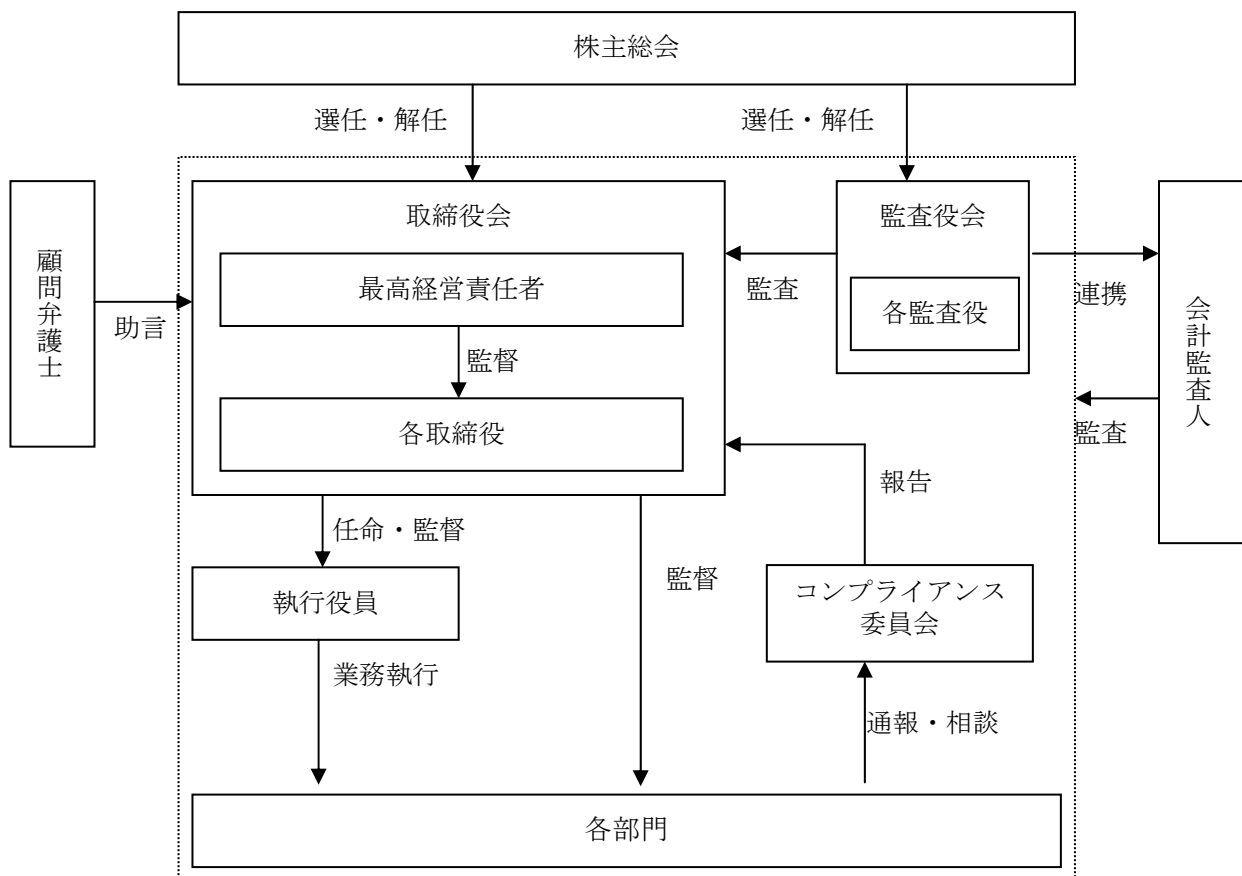 株主総会
選任・解任
選任・解任
取締役会
監査役会
顧問弁護士
最高経営責任者
監査
各監査役
連携
会計監査人
助言
監督
各取締役
監査
報告
任命・監督
監督
執行役員
コンプライアンス
委員会
業務執行
通報・相談
各部門